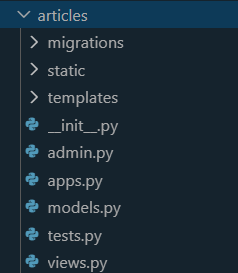 articles
migrations
static
templates
__init__.py
admin.py
apps.py
models.py
tests.py
views.py